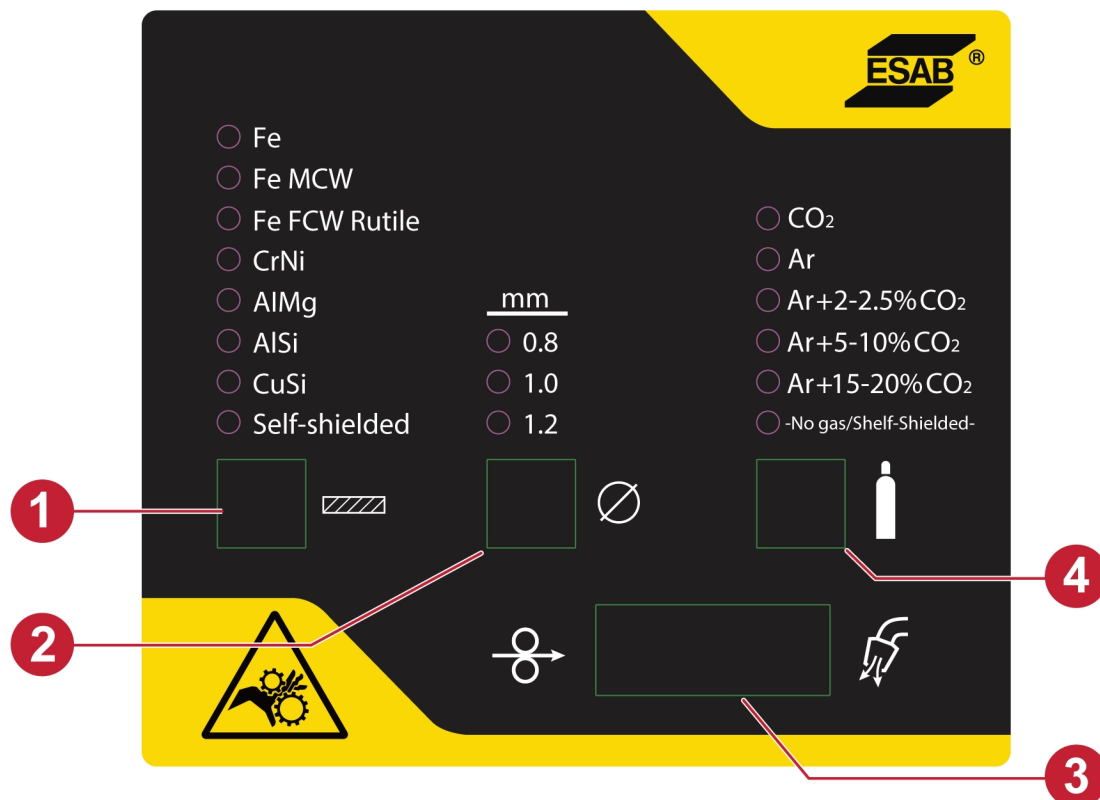 ESAB ®
Fe
Fe MCW
Fe FCW Rutile
CrNi
AlMg
AlSi
CuSi
Self-shielded
mm
0.8
1.0
1.2
CO₂
Ar
Ar+2-2.5%CO₂
Ar+5-10%CO₂
Ar+15-20%CO₂
-No gas/Shelf-Shielded-
1
2
4
3